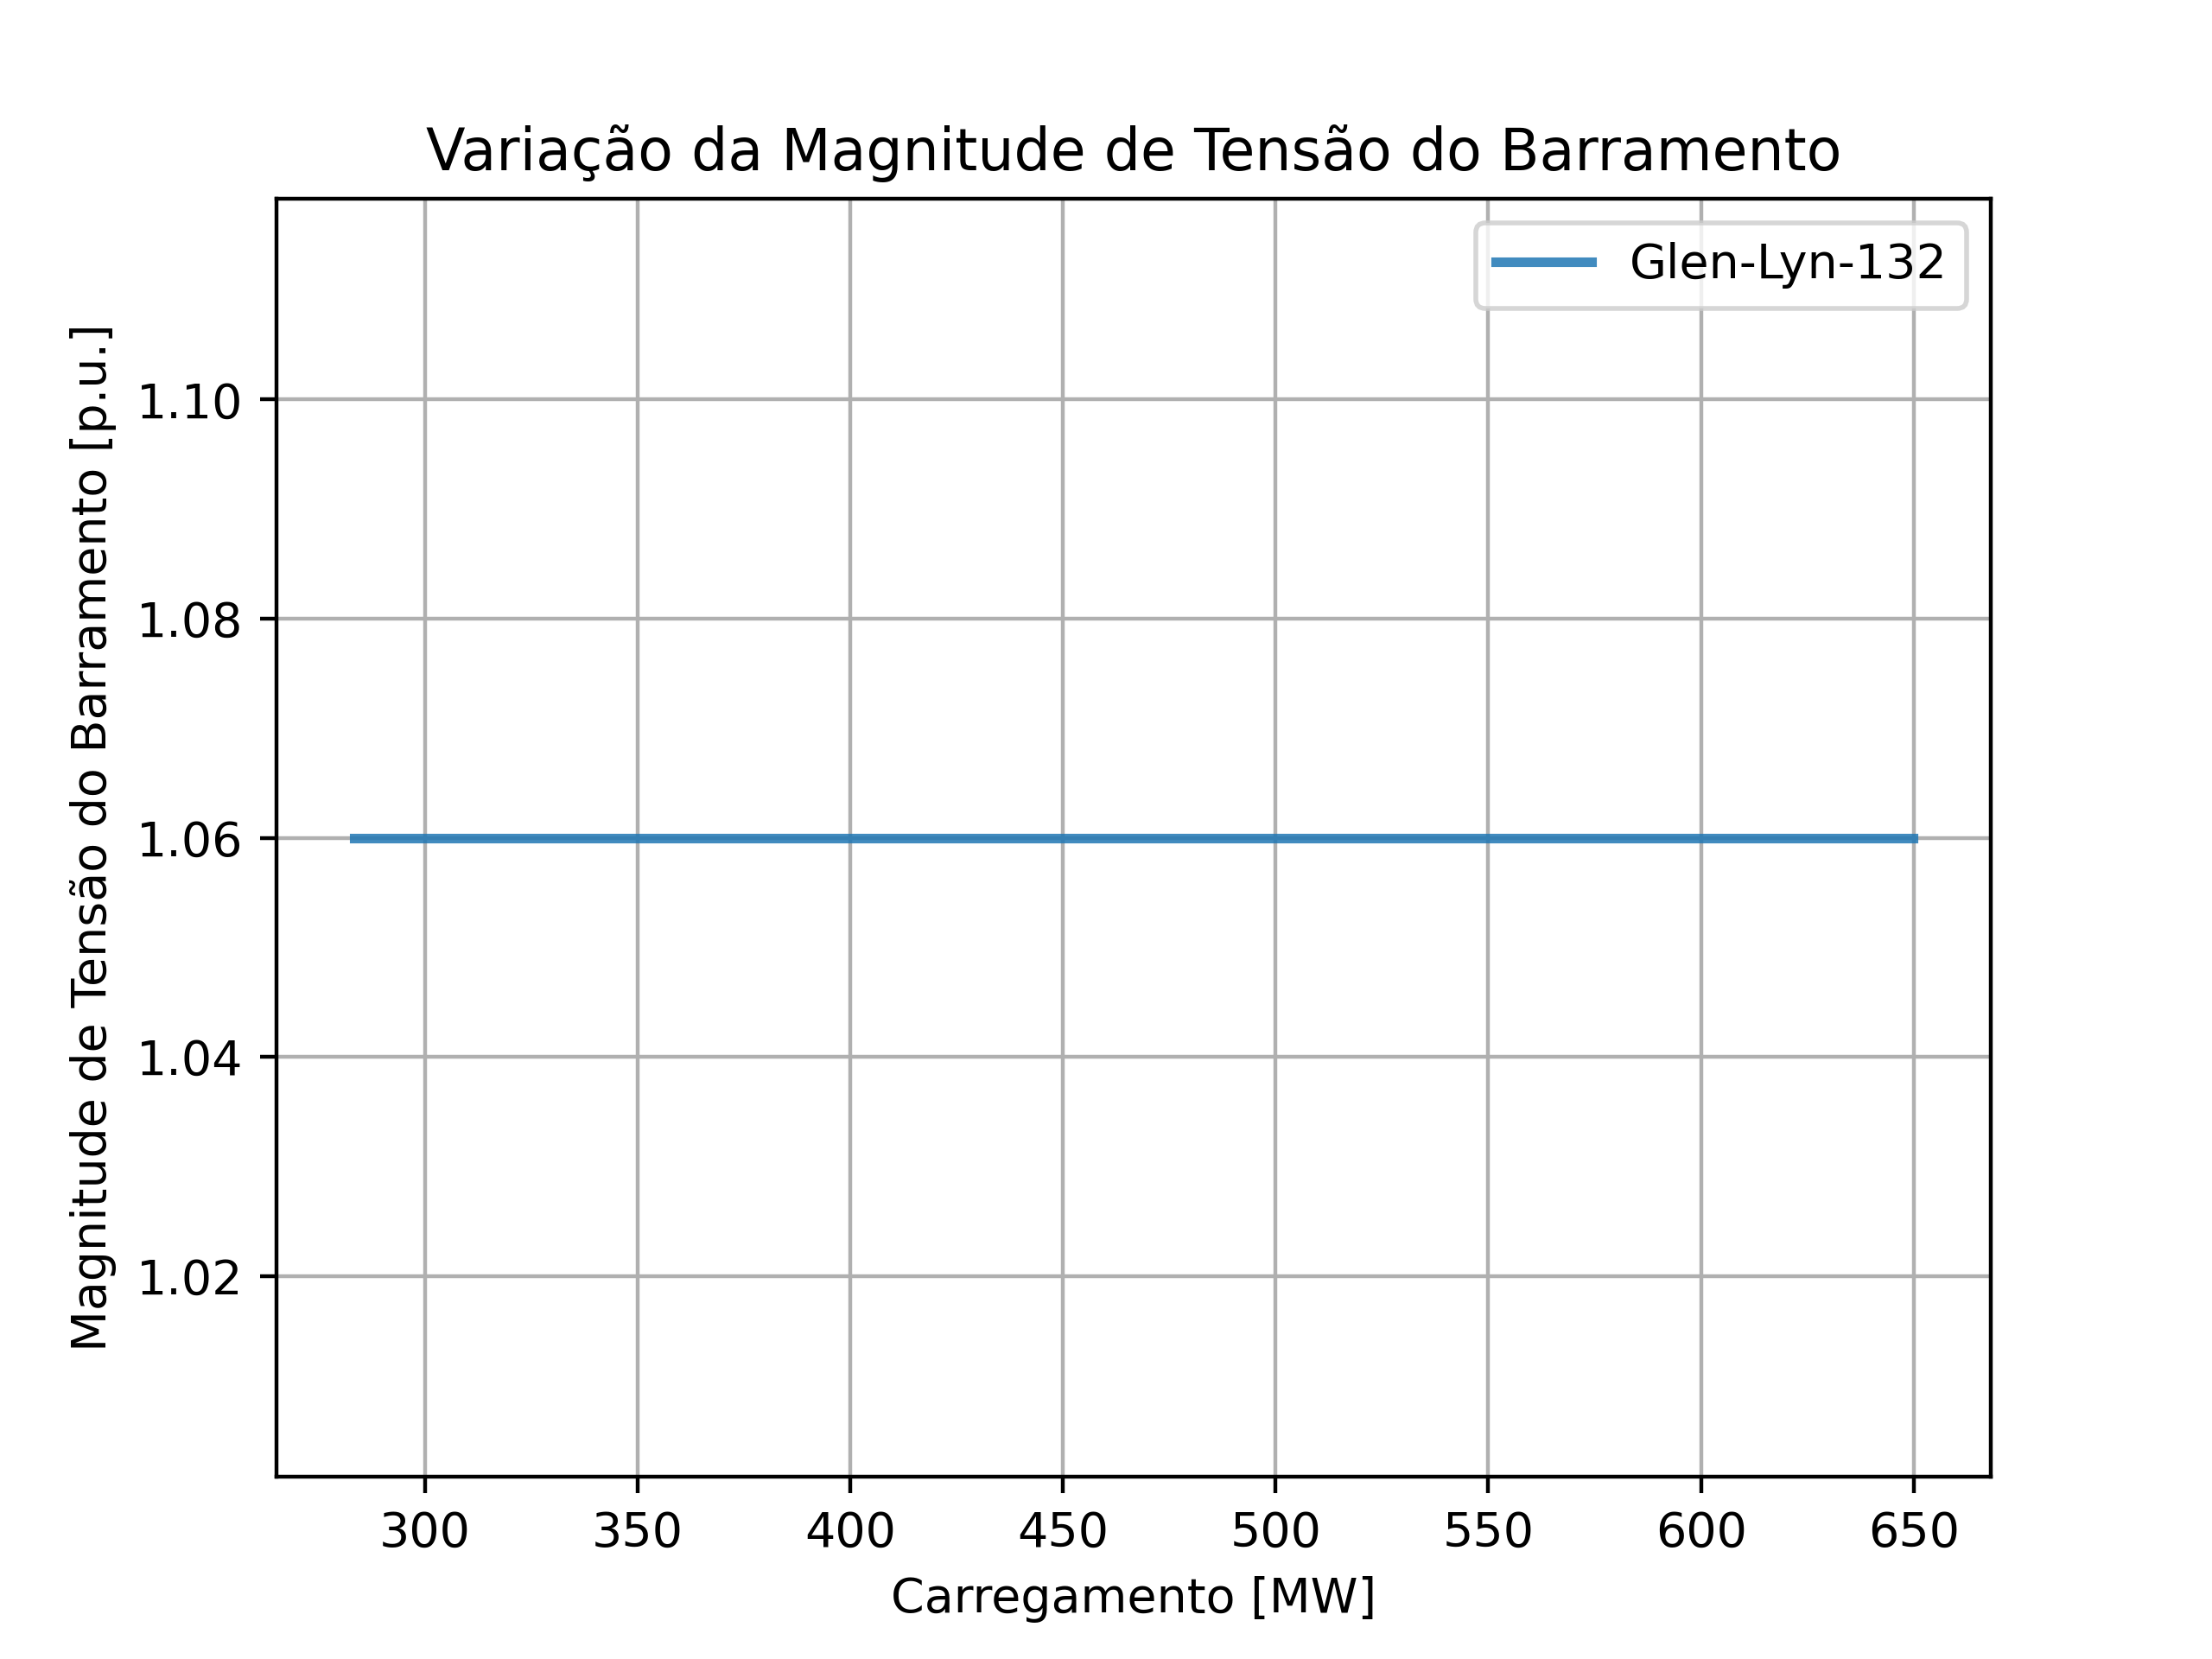 Variação da Magnitude de Tensão do Barramento
Glen-Lyn-132
Magnitude de Tensão do Barramento [p.u.]
1.10
1.08
1.06
1.04
1.02
300 350 400 450 500 550 600 650
Carregamento [MW]